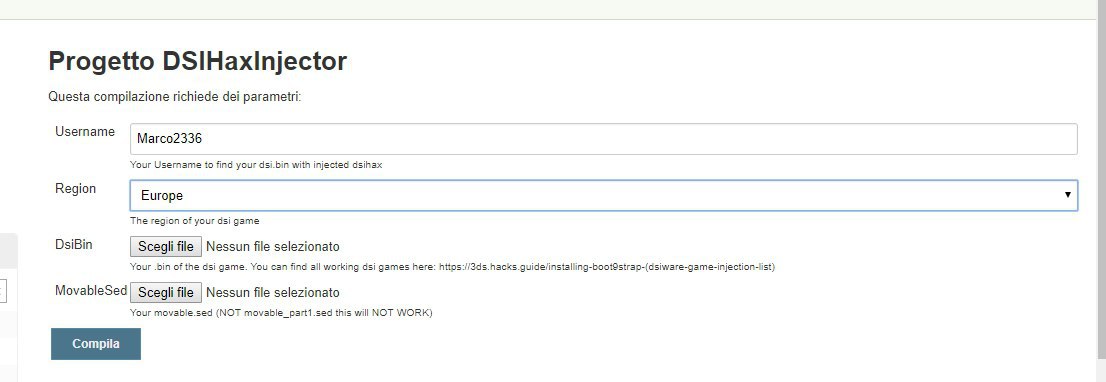 Progetto DSIHaxInjector
Questa compilazione richiede dei parametri:
Username
Marco2336
Your Username to find your dsi.bin with injected dsihax
Region
Europe
The region of your dsi game
DsiBin
Scegli file Nessun file selezionato
Your .bin of the dsi game. You can find all working dsi games here: https://3ds.hacks.guide/installing-boot9strap-(dsiware-game-injection-list)
MovableSed
Scegli file Nessun file selezionato
Your movable.sed (NOT movable_part1.sed this will NOT WORK)
Compila